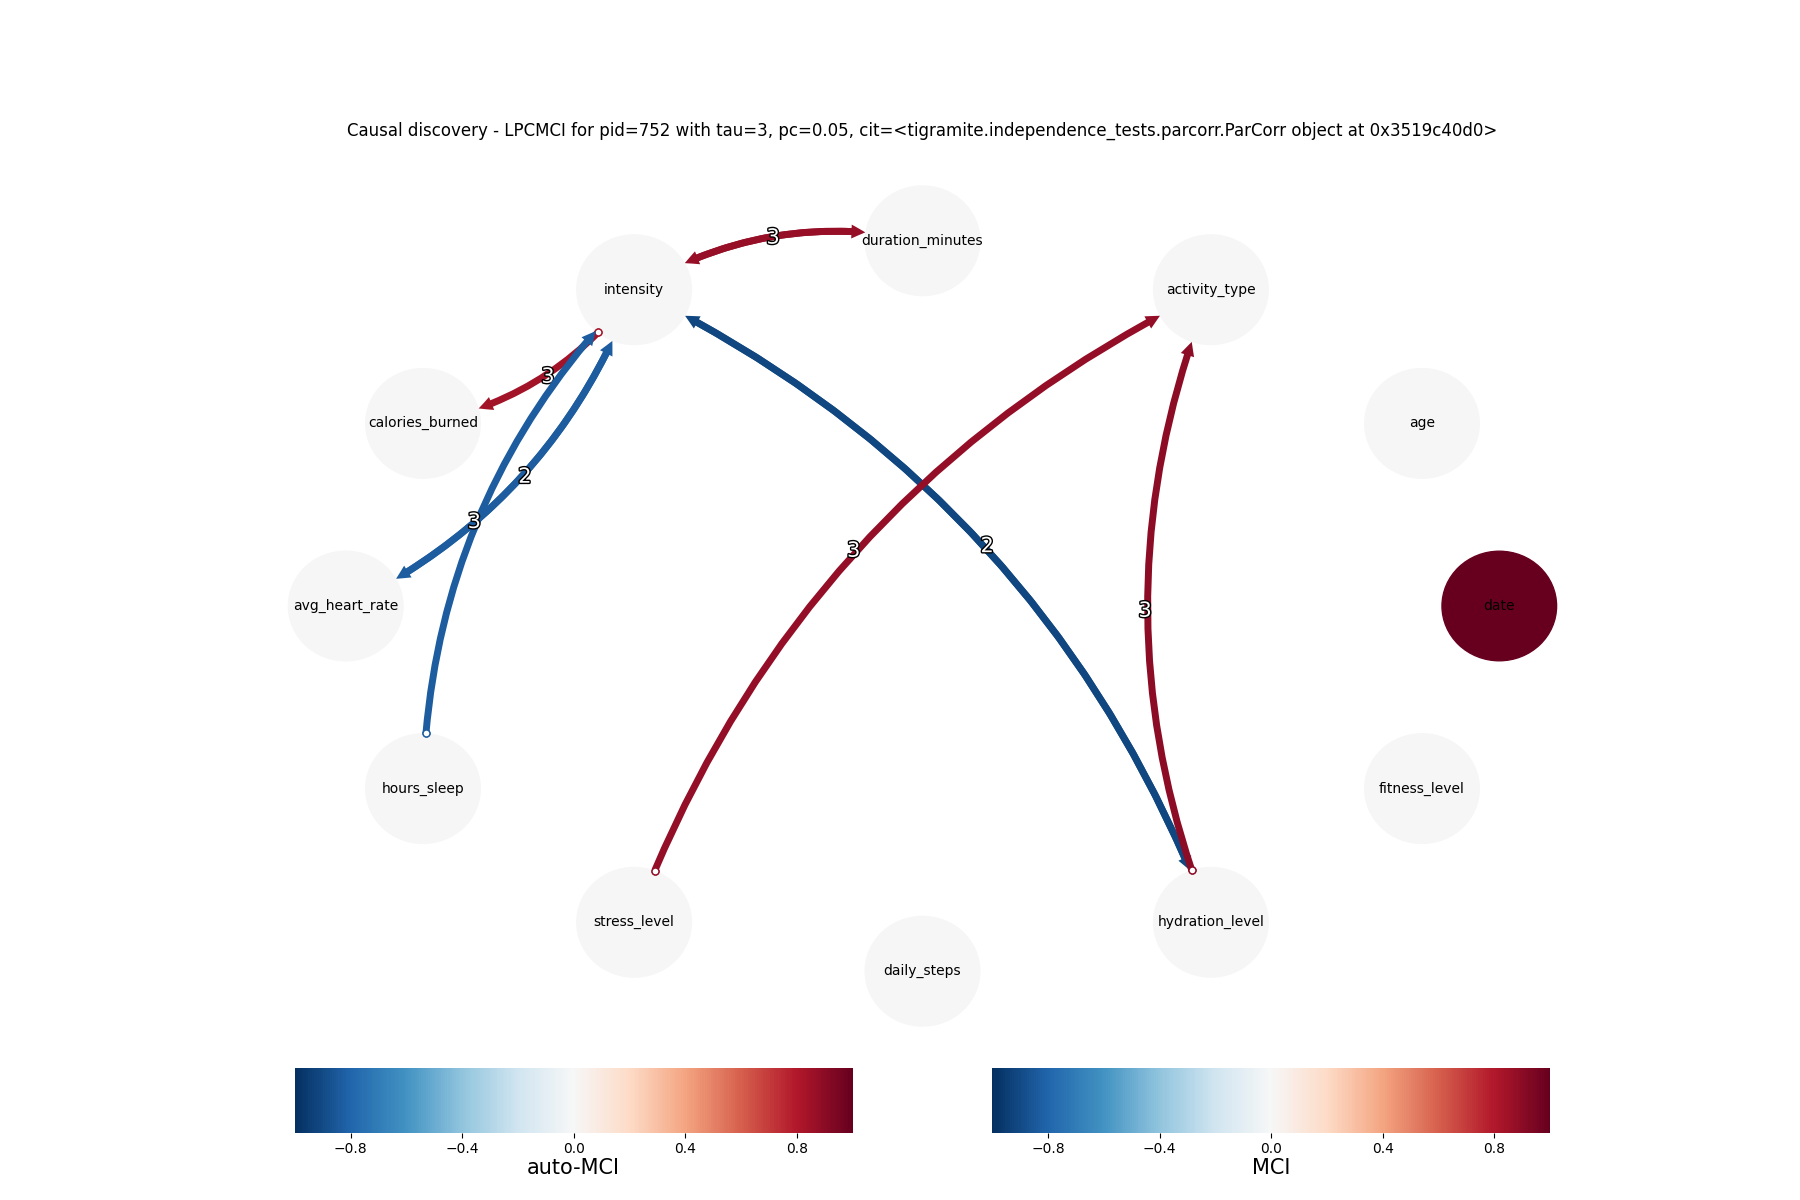 Causal discovery - LPCMCI for pid=752 with tau=3, pc=0.05, cit=<tigramite.independence_tests.parcorr.ParCorr object at 0x3519c40d0>
3
duration_minutes
intensity
activity_type
3
calories_burned
age
2
3
3
2
avg_heart_rate
3
date
hours_sleep
fitness_level
stress_level
hydration_level
daily_steps
−0.8 −0.4 0.0 0.4 0.8
auto-MCI
−0.8 −0.4 0.0 0.4 0.8
MCI